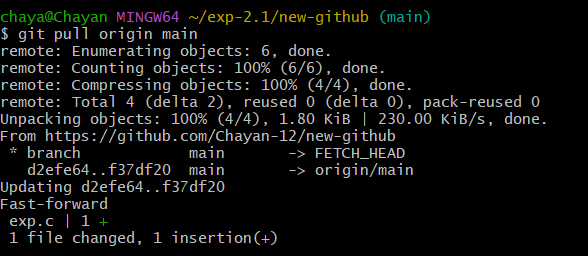 chaya@Chayan MINGW64 ~/exp-2.1/new-github (main)
$ git pull origin main
remote: Enumerating objects: 6, done.
remote: Counting objects: 100% (6/6), done.
remote: Compressing objects: 100% (4/4), done.
remote: Total 4 (delta 2), reused 0 (delta 0), pack-reused 0
Unpacking objects: 100% (4/4), 1.80 KiB | 230.00 KiB/s, done.
From https://github.com/Chayan-12/new-github
 * branch            main       -> FETCH_HEAD
   d2efe64..f37df20  main       -> origin/main
Updating d2efe64..f37df20
Fast-forward
 exp.c | 1 +
 1 file changed, 1 insertion(+)